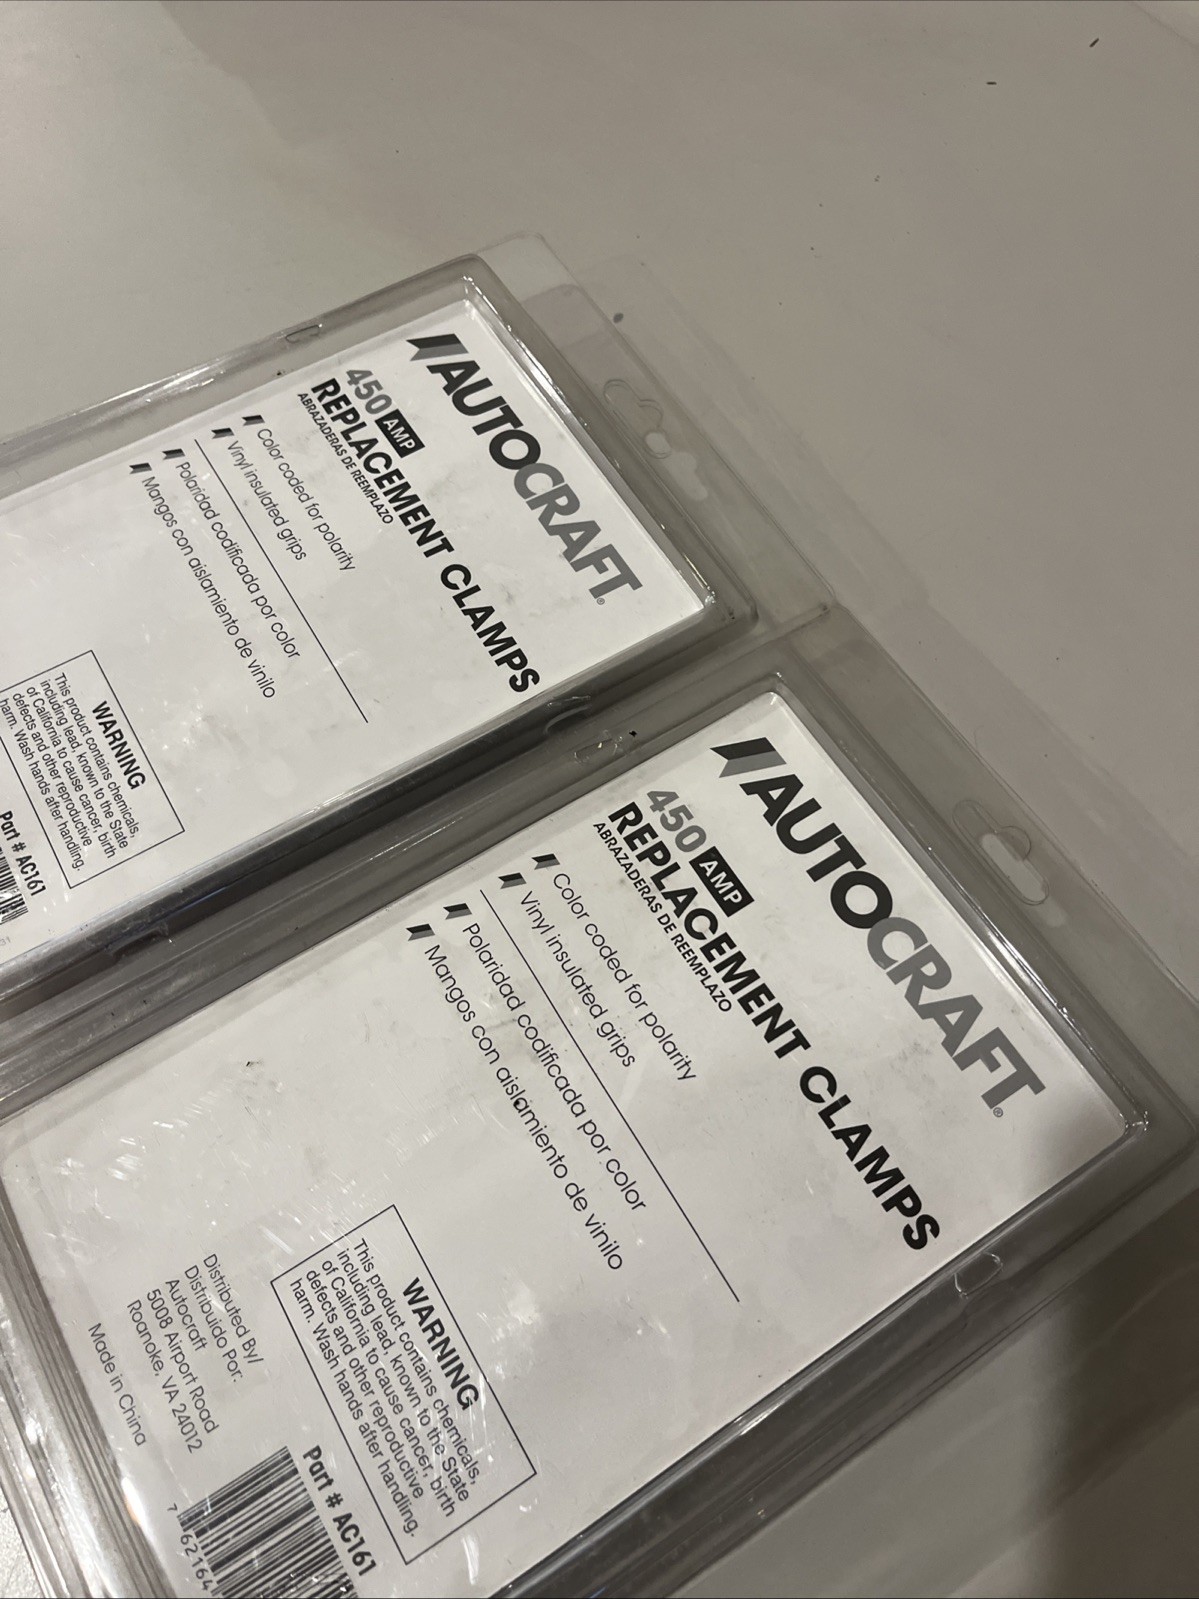 AUTOCRAFT®
450 AMP
REPLACEMENT CLAMPS
ABRAZADERAS DE REEMPLAZO
Color coded for polarity
Vinyl insulated grips
Polaridad codificada por color
Mangos con aislamiento de vinilo
WARNING
This product contains chemicals,
including lead, known to the State
of California to cause cancer, birth
defects and other reproductive
harm. Wash hands after handling.
Part # AC161
31
AUTOCRAFT®
450 AMP
REPLACEMENT CLAMPS
ABRAZADERAS DE REEMPLAZO
Color coded for polarity
Vinyl insulated grips
Polaridad codificada por color
Mangos con aislamiento de vinilo
WARNING
This product contains chemicals,
including lead, known to the State
of California to cause cancer, birth
defects and other reproductive
harm. Wash hands after handling.
Distributed By/
Distribuido Por:
Autocraft
5008 Airport Road
Roanoke, VA 24012
Made in China
Part # AC161
7 62164